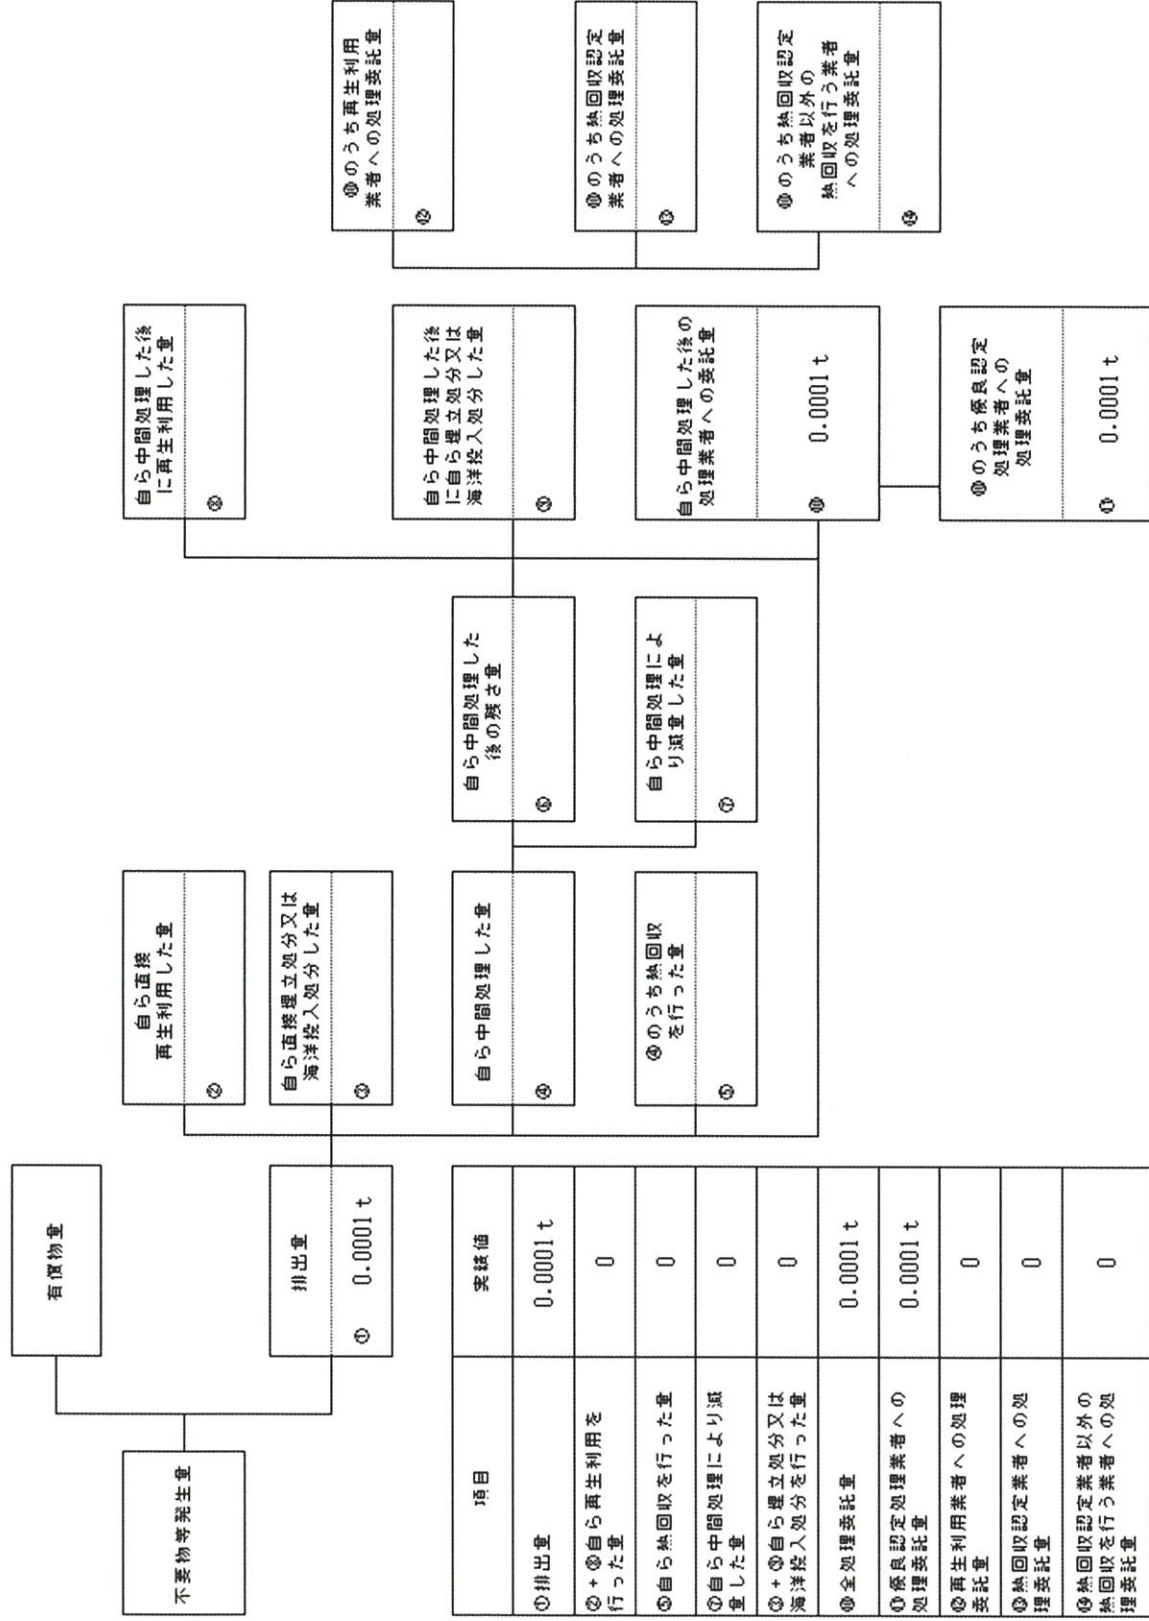 不要物等発生量
有償物量
排出量
① 0.0001 t
自ら直接
再生利用した量
②
自ら直接埋立処分又は
海洋投入処分した量
③
自ら中間処理した量
④
④のうち熱回収
を行った量
⑤
自ら中間処理した
後の残さ量
⑥
自ら中間処理によ
り減量した量
⑦
自ら中間処理した後
に再生利用した量
⑧
自ら中間処理した後
に自ら埋立処分又は
海洋投入処分した量
⑨
自ら中間処理した後の
処理業者への委託量
⑩ 0.0001 t
⑩のうち優良認定
処理業者への
処理委託量
⑪ 0.0001 t
⑩のうち再生利用
業者への処理委託量
⑫
⑩のうち熱回収認定
業者への処理委託量
⑬
⑩のうち熱回収認定
業者以外の
熱回収を行う業者
への処理委託量
⑭
項目 実績値
①排出量 0.0001 t
②+⑧自ら再生利用を
行った量 0
⑤自ら熱回収を行った量 0
⑦自ら中間処理により減
量した量 0
③+⑨自ら埋立処分又は
海洋投入処分を行った量 0
⑩全処理委託量 0.0001 t
⑪優良認定処理業者への
処理委託量 0.0001 t
⑫再生利用業者への処理
委託量 0
⑬熱回収認定業者への処
理委託量 0
⑭熱回収認定業者以外の
熱回収を行う業者への処
理委託量 0